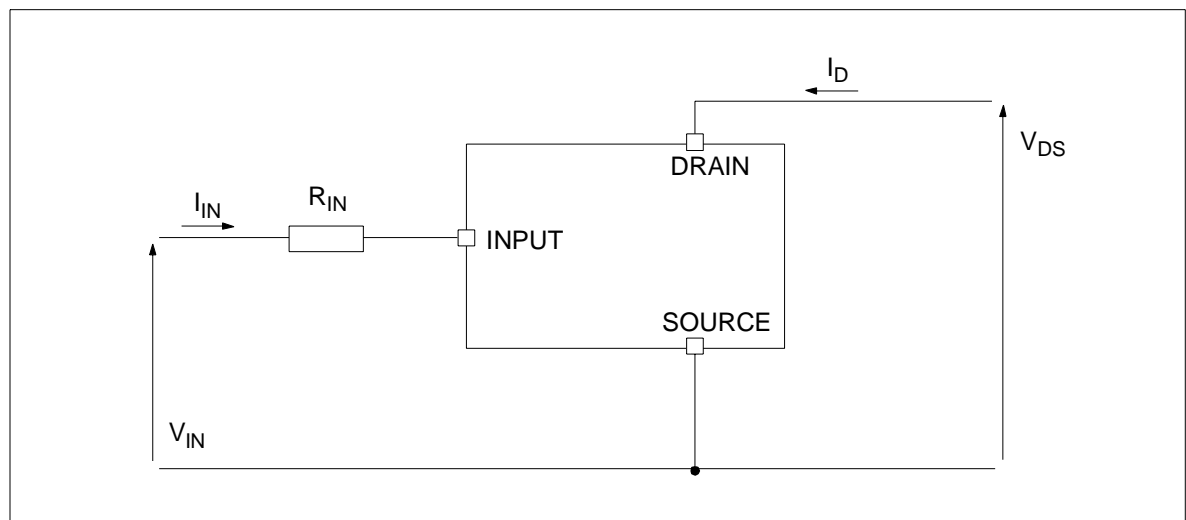 I_D
DRAIN
V_DS
I_IN
R_IN
INPUT
SOURCE
V_IN